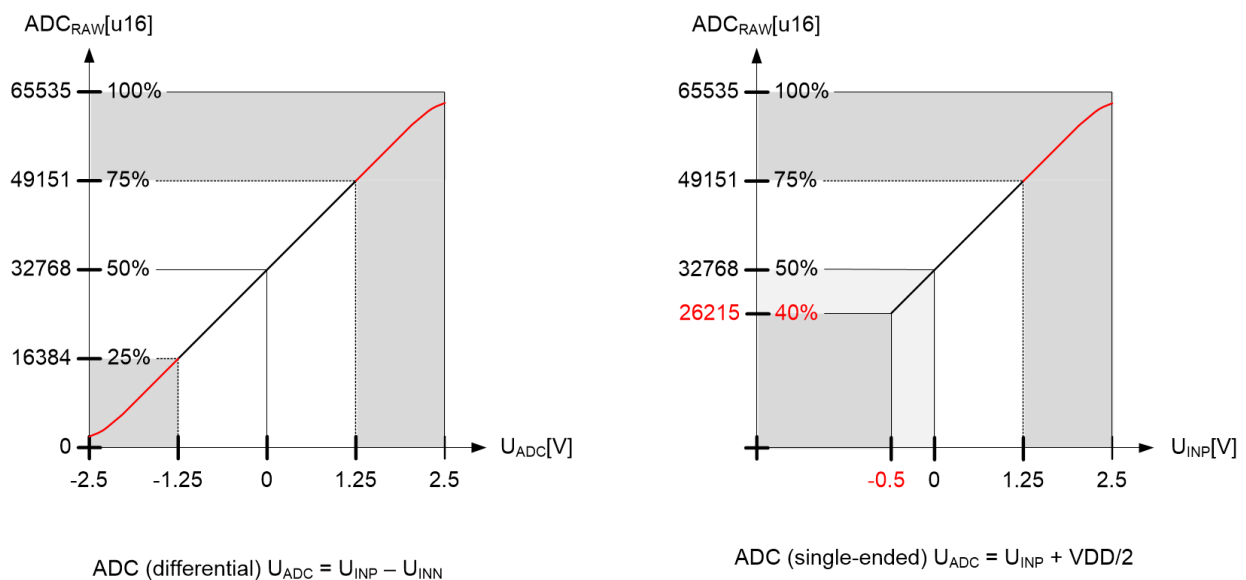 ADC_RAW[u16]
65535 100%
49151 75%
32768 50%
16384 25%
0
U_ADC[V]
-2.5 -1.25 0 1.25 2.5
ADC (differential) U_ADC = U_INP – U_INN
ADC_RAW[u16]
65535 100%
49151 75%
32768 50%
26215 40%
U_INP[V]
-0.5 0 1.25 2.5
ADC (single-ended) U_ADC = U_INP + VDD/2